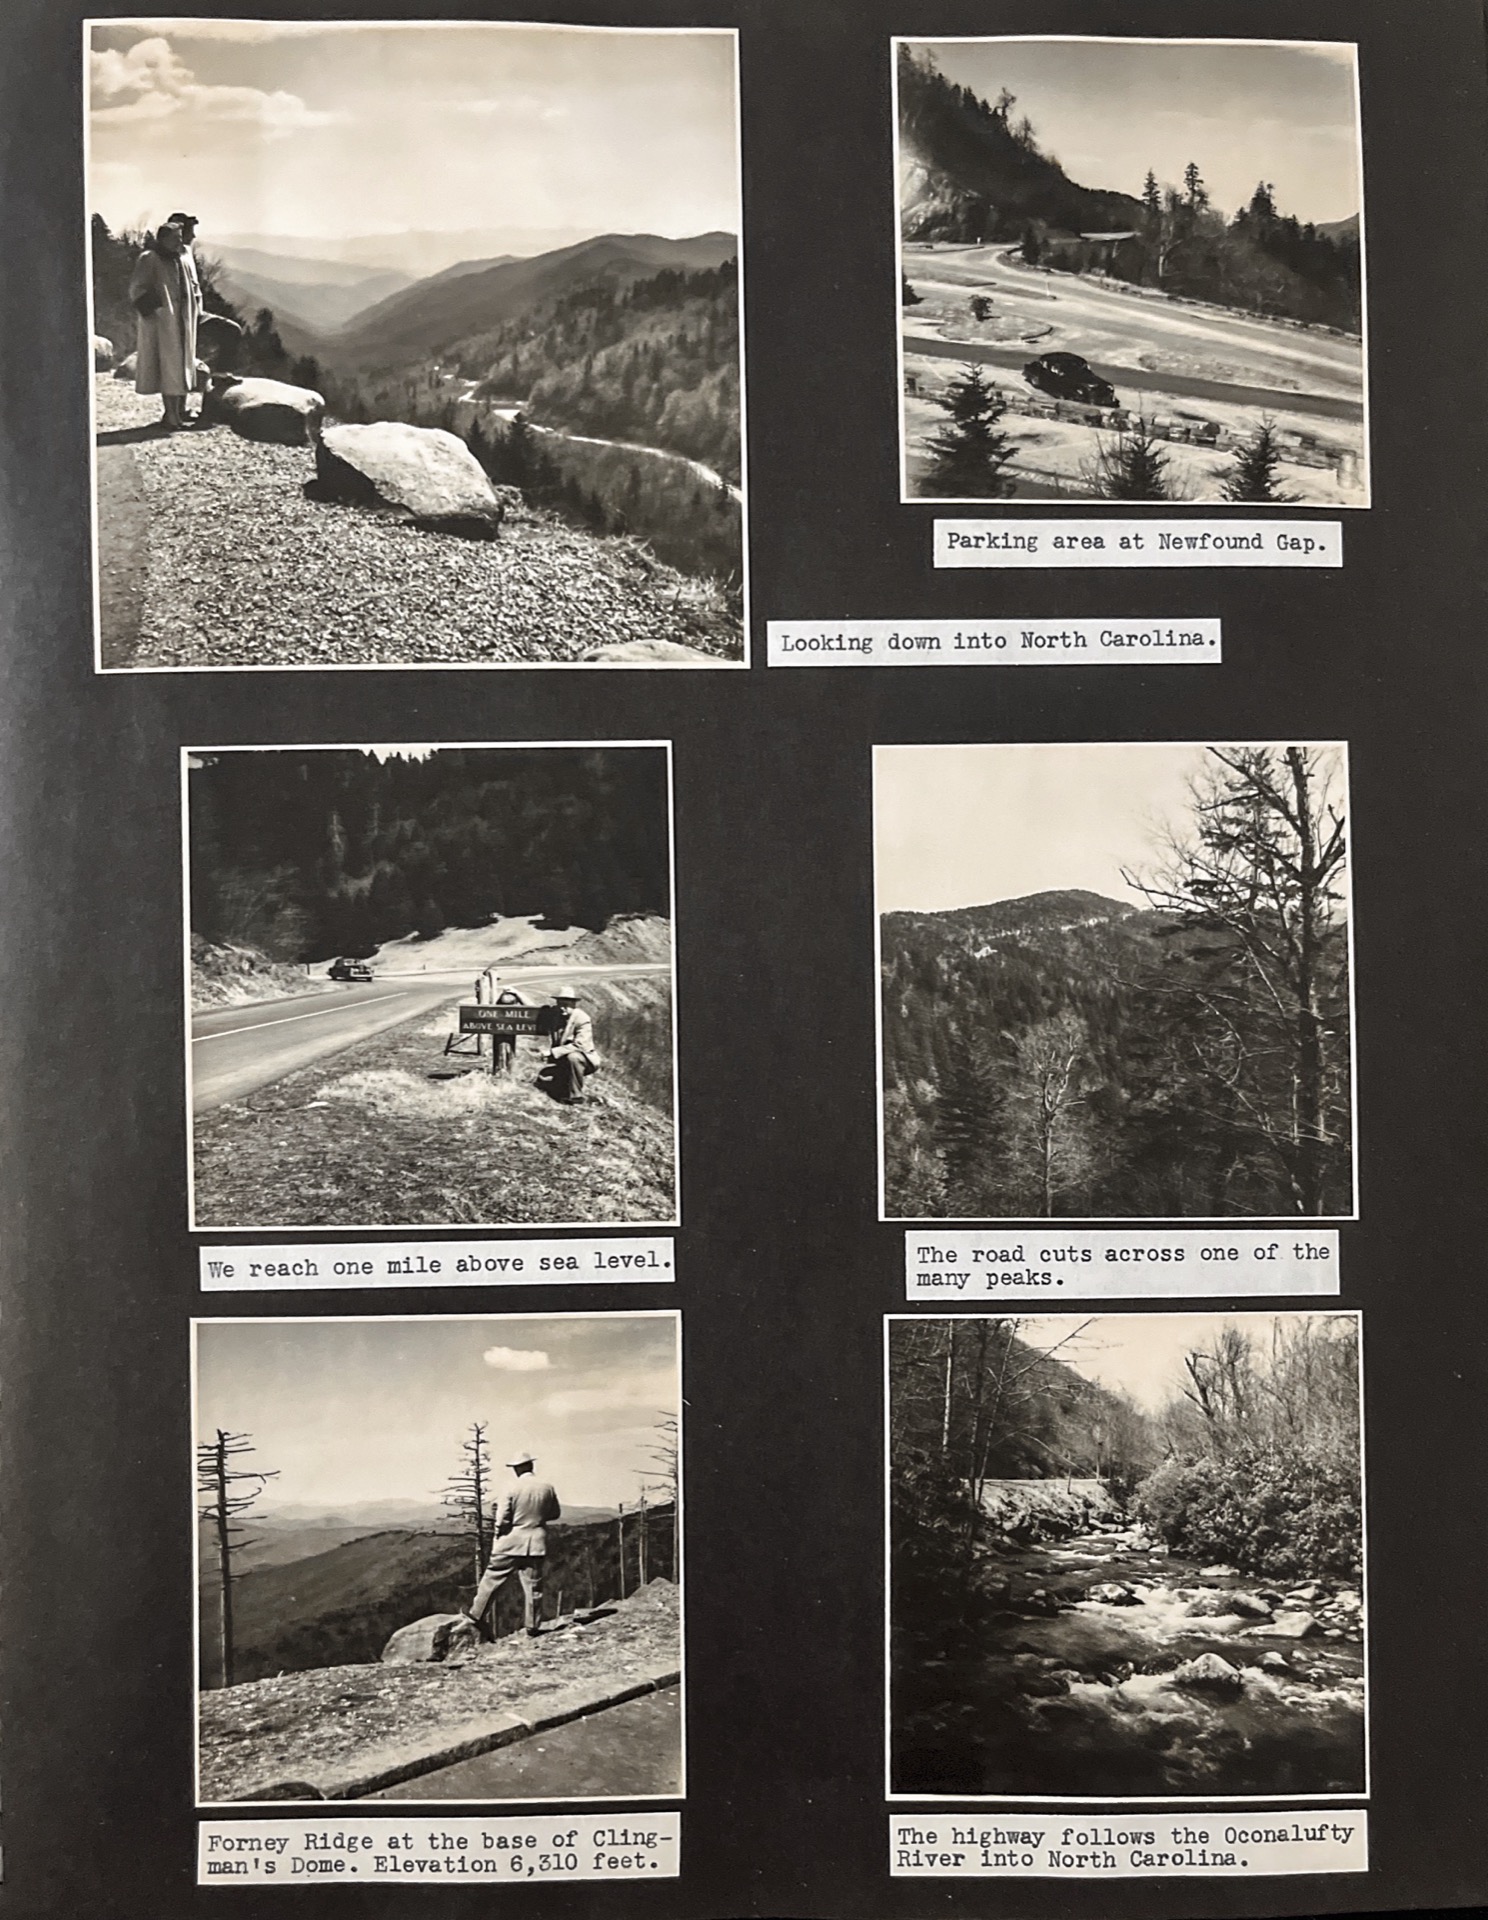 Parking area at Newfound Gap.
Looking down into North Carolina.
ONE MILE
ABOVE SEA LEVE
We reach one mile above sea level.
The road cuts across one of the
many peaks.
Forney Ridge at the base of Cling-
man's Dome. Elevation 6,310 feet.
The highway follows the Oconalufty
River into North Carolina.